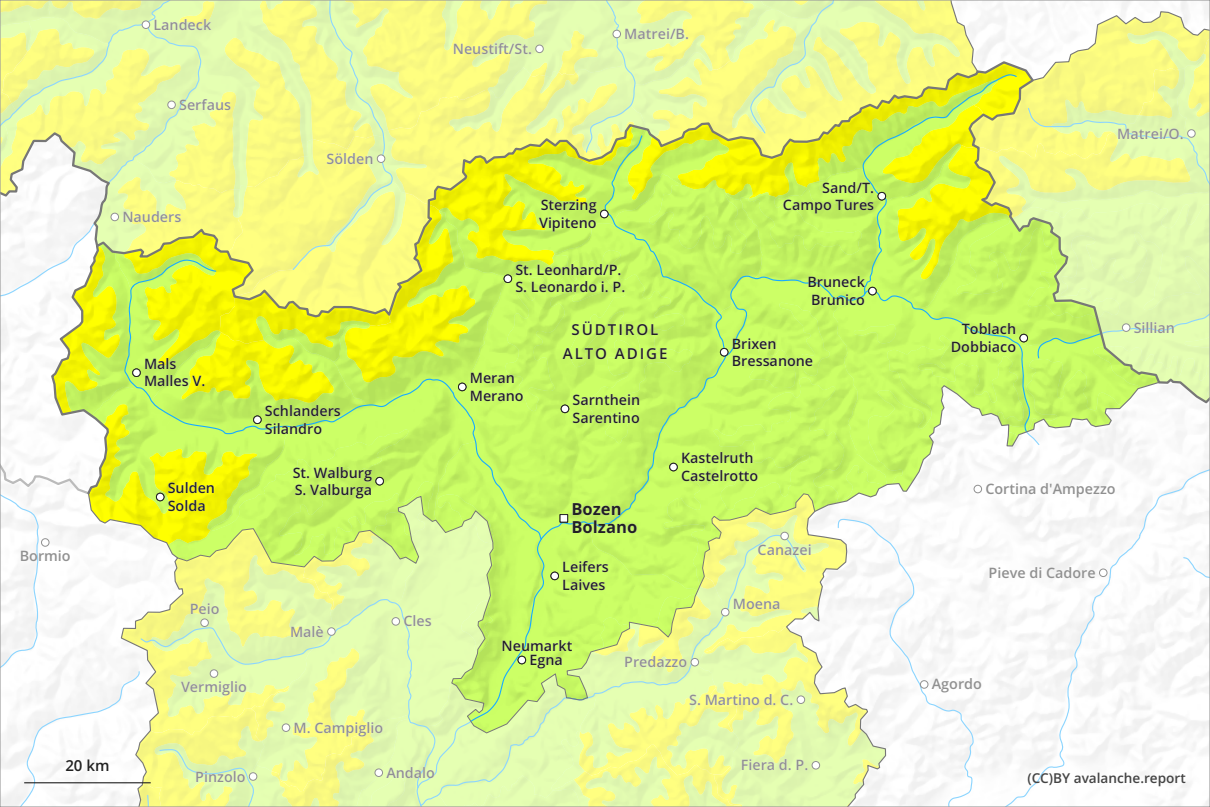 Landeck
Matrei/B.
Neustift/St.
Serfaus
Matrei/O.
Sölden
Sand/T.
Campo Tures
Nauders
Sterzing
Vipiteno
St. Leonhard/P.
S. Leonardo i. P.
Bruneck
Brunico
SÜDTIROL
ALTO ADIGE
Toblach
Dobbiaco
Sillian
Brixen
Bressanone
Mals
Malles V.
Meran
Merano
Schlanders
Silandro
Sarnthein
Sarentino
Kastelruth
Castelrotto
St. Walburg
S. Valburga
Sulden
Solda
Cortina d'Ampezzo
Bozen
Bolzano
Bormio
Canazei
Leifers
Laives
Pieve di Cadore
Peio
Moena
Malè
Cles
Neumarkt
Egna
Predazzo
Vermiglio
Agordo
S. Martino d. C.
M. Campiglio
20 km
Pinzolo
Andalo
Fiera d. P.
(CC)BY avalanche.report